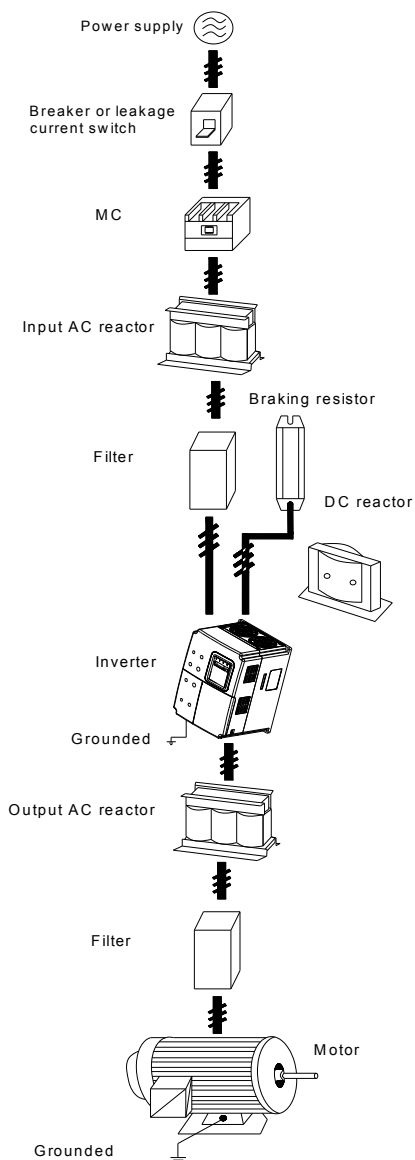 Power supply
Breaker or leakage
current switch
MC
Input AC reactor
Braking resistor
Filter
DC reactor
Inverter
Grounded
Output AC reactor
Filter
Motor
Grounded